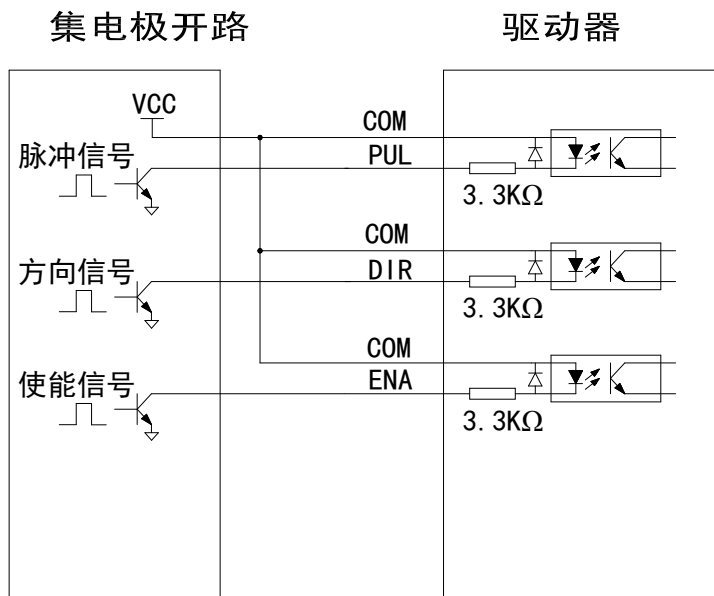 集电极开路
驱动器
VCC
COM
脉冲信号
PUL
3.3KΩ
COM
方向信号
DIR
3.3KΩ
COM
使能信号
ENA
3.3KΩ